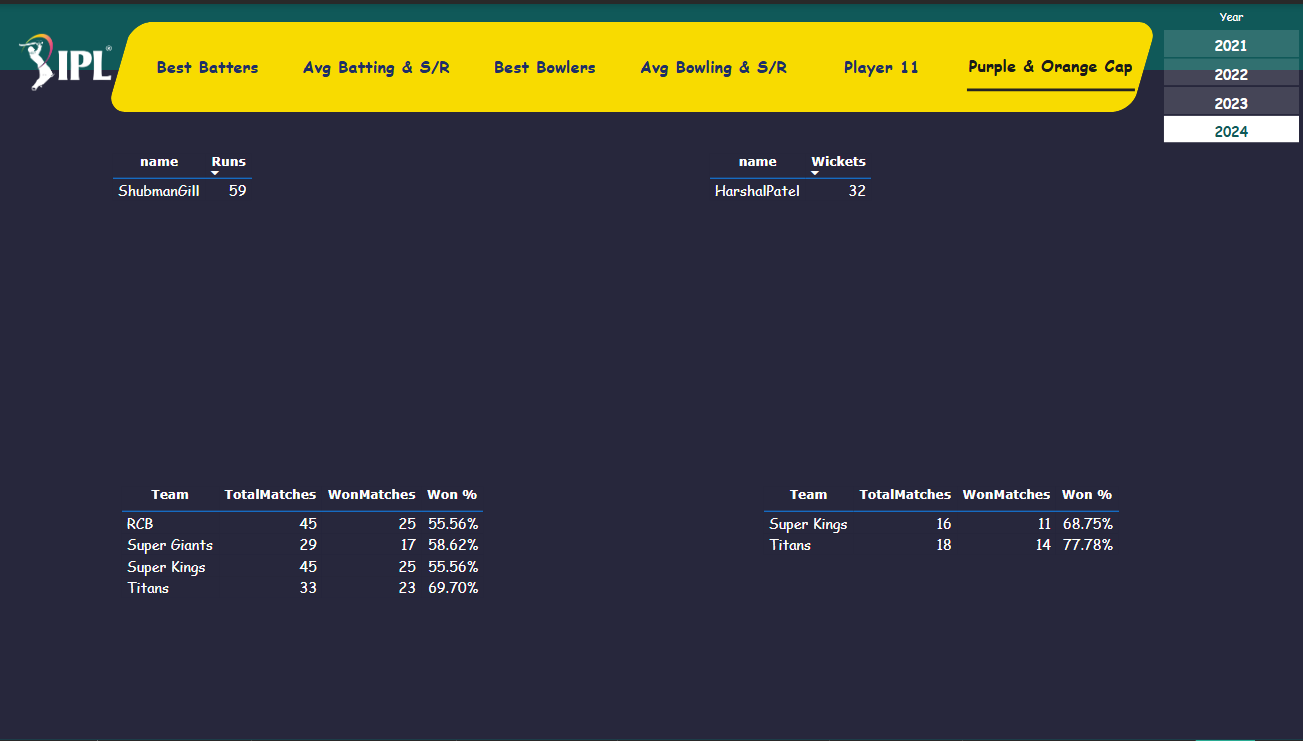 Year
IPL®
Best Batters Avg Batting & S/R Best Bowlers Avg Bowling & S/R Player 11 Purple & Orange Cap
2021
2022
2023
2024
name Runs
ShubmanGill 59
name Wickets
HarshalPatel 32
Team TotalMatches WonMatches Won %
RCB 45 25 55.56%
Super Giants 29 17 58.62%
Super Kings 45 25 55.56%
Titans 33 23 69.70%
Team TotalMatches WonMatches Won %
Super Kings 16 11 68.75%
Titans 18 14 77.78%